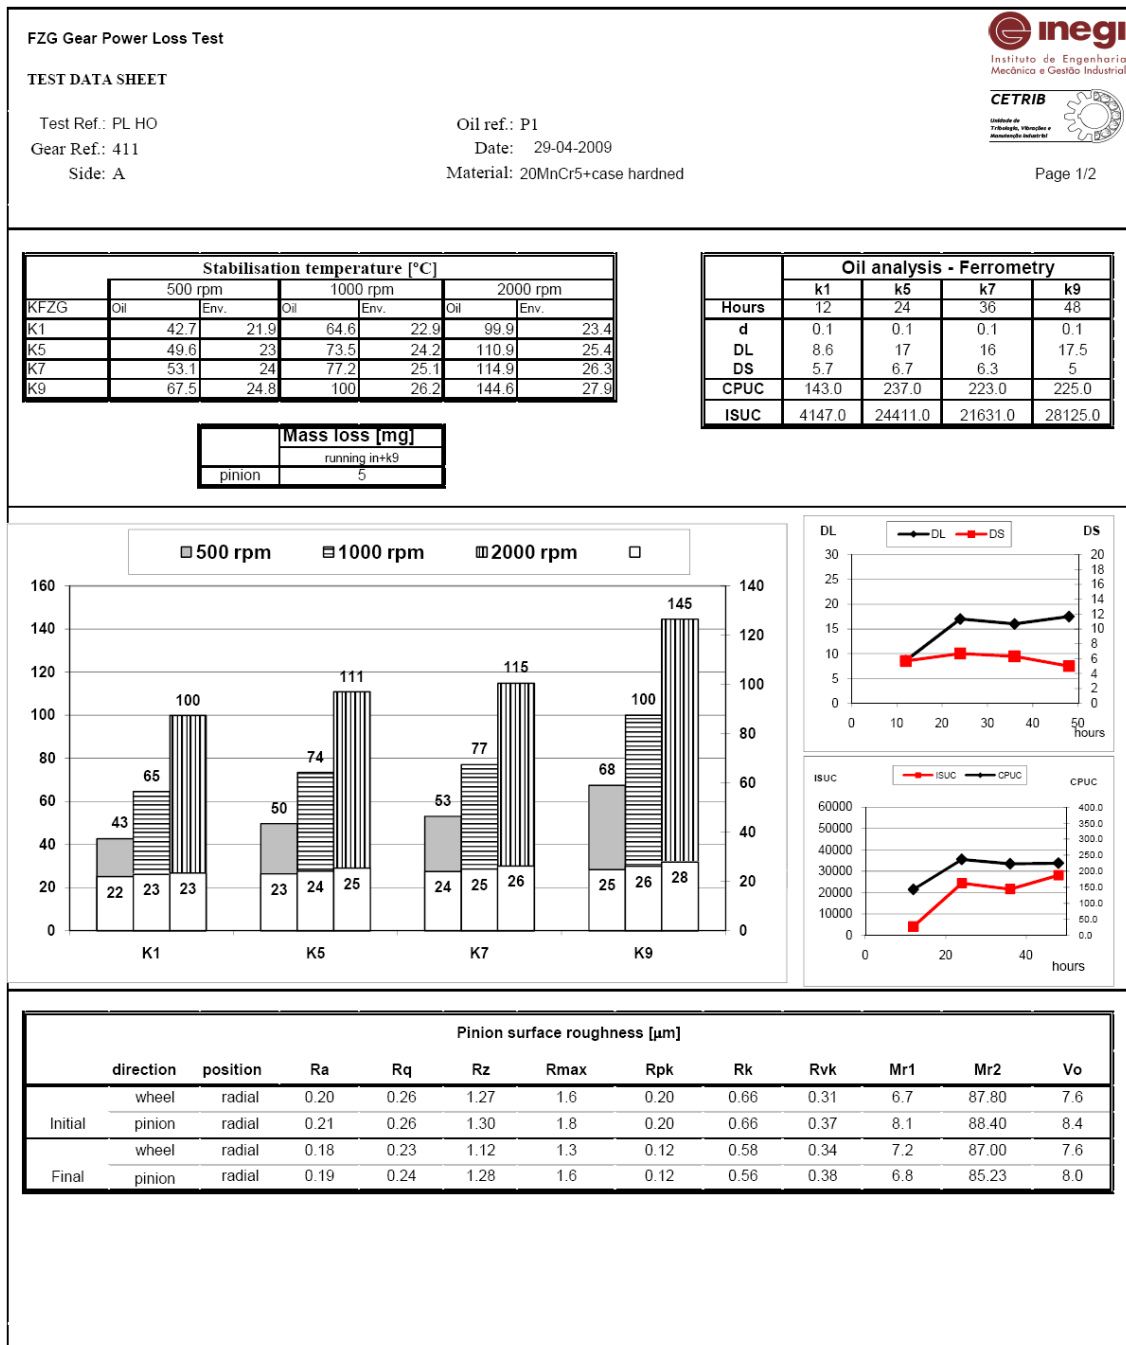 FZG Gear Power Loss Test
TEST DATA SHEET
inegi
Instituto de Engenharia
Mecânica e Gestão Industrial
CETRIB
Unidade de
Tribologia, Vibrações e
Manutenção Industrial
Test Ref.: PL HO
Oil ref.: P1
Gear Ref.: 411
Date: 29-04-2009
Side: A
Material: 20MnCr5+case hardned
Page 1/2
Stabilisation temperature [°C]
500 rpm 1000 rpm 2000 rpm
KFZG Oil Env. Oil Env. Oil Env.
K1 42.7 21.9 64.6 22.9 99.9 23.4
K5 49.6 23 73.5 24.2 110.9 25.4
K7 53.1 24 77.2 25.1 114.9 26.3
K9 67.5 24.8 100 26.2 144.6 27.9
Oil analysis - Ferrometry
k1 k5 k7 k9
Hours 12 24 36 48
d 0.1 0.1 0.1 0.1
DL 8.6 17 16 17.5
DS 5.7 6.7 6.3 5
CPUC 143.0 237.0 223.0 225.0
ISUC 4147.0 24411.0 21631.0 28125.0
Mass loss [mg]
running in+k9
pinion 5
500 rpm 1000 rpm 2000 rpm
160 140
140 120
120 100
100 80
80 60
60 40
40 20
20 0
0
43 65 100
50 74 111
53 77 115
68 100 145
22 23 23
23 24 25
24 25 26
25 26 28
K1 K5 K7 K9
DL DL DS DS
30
25
20
15
10
5
0
20
18
16
14
12
10
8
6
4
2
0
0 10 20 30 40 50
hours
ISUC ISUC CPUC CPUC
60000
50000
40000
30000
20000
10000
0
400.0
350.0
300.0
250.0
200.0
150.0
100.0
50.0
0.0
0 20 40
hours
Pinion surface roughness [µm]
direction position Ra Rq Rz Rmax Rpk Rk Rvk Mr1 Mr2 Vo
wheel radial 0.20 0.26 1.27 1.6 0.20 0.66 0.31 6.7 87.80 7.6
Initial pinion radial 0.21 0.26 1.30 1.8 0.20 0.66 0.37 8.1 88.40 8.4
wheel radial 0.18 0.23 1.12 1.3 0.12 0.58 0.34 7.2 87.00 7.6
Final pinion radial 0.19 0.24 1.28 1.6 0.12 0.56 0.38 6.8 85.23 8.0